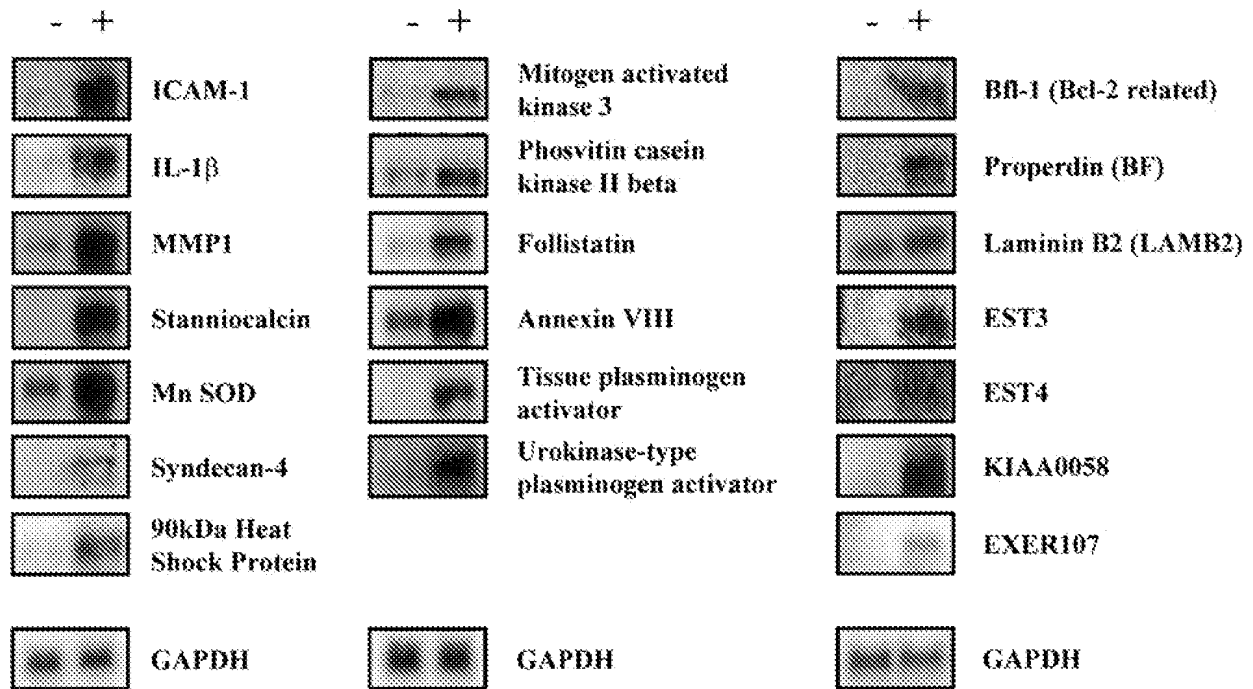 - +
ICAM-1
IL-1β
MMP1
Stanniocalcin
Mn SOD
Syndecan-4
90kDa Heat
Shock Protein
GAPDH
- +
Mitogen activated
kinase 3
Phosvitin casein
kinase II beta
Follistatin
Annexin VIII
Tissue plasminogen
activator
Urokinase-type
plasminogen activator
GAPDH
- +
Bfl-1 (Bcl-2 related)
Properdin (BF)
Laminin B2 (LAMB2)
EST3
EST4
KIAA0058
EXER107
GAPDH